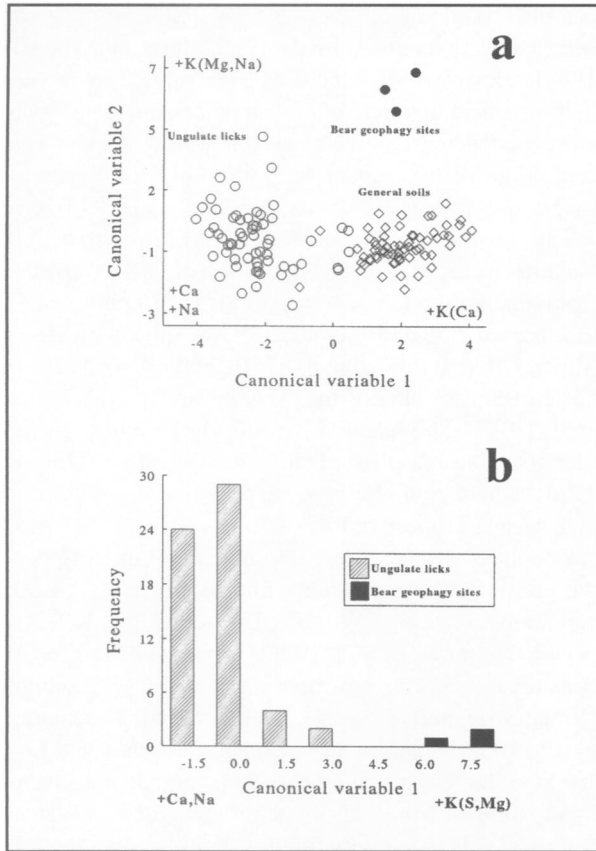 a
7
+K(Mg,Na)
5
Ungulate licks
Bear geophagy sites
2
General soils
-1
+Ca
-3
+Na
+K(Ca)
-4
-2
0
2
4
Canonical variable 2
Canonical variable 1
b
30
24
18
12
6
0
Ungulate licks
Bear geophagy sites
Frequency
-1.5
0.0
1.5
3.0
4.5
6.0
7.5
Canonical variable 1
+Ca,Na
+K(S,Mg)